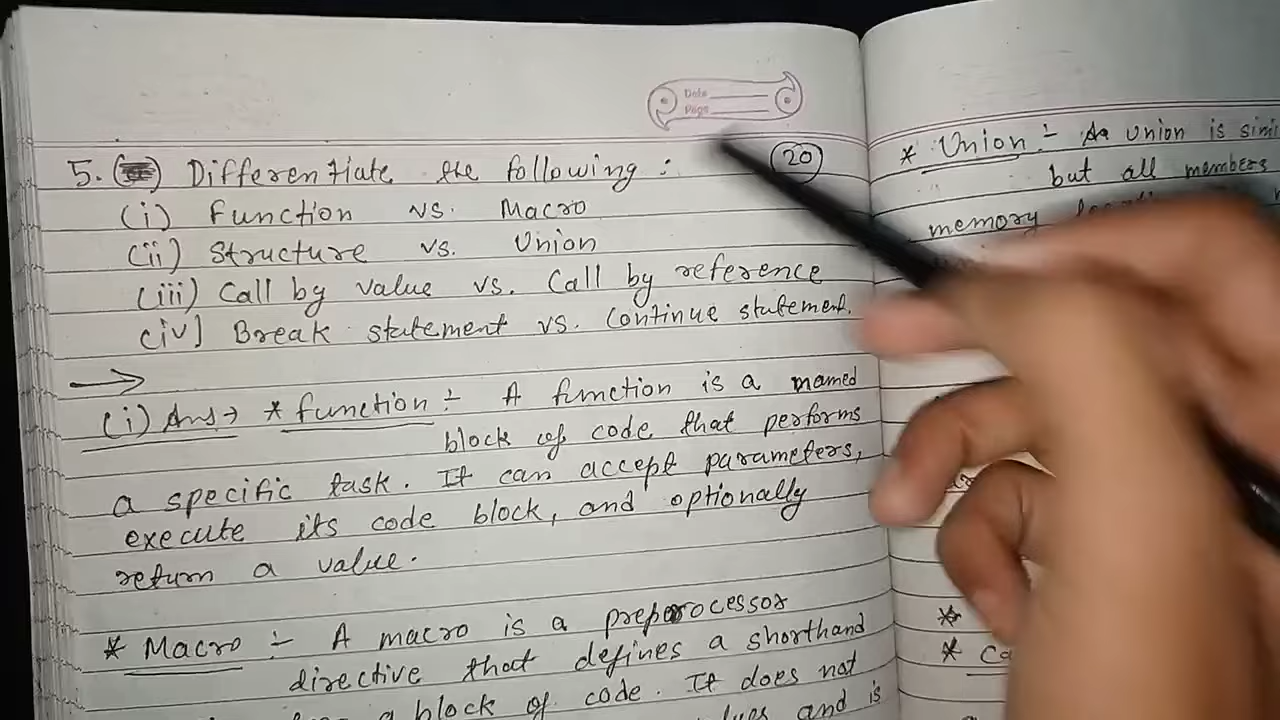 Date
Page
5. Differentiate the following : 20
(i) Function vs. Macro
(ii) Structure vs. Union
(iii) Call by value vs. Call by reference
(iv) Break statement vs. Continue statement.
(i) Ans→ * function :- A function is a named
block of code that performs
a specific task. It can accept parameters,
execute its code block, and optionally
return a value.
* Macro :- A macro is a preprocessor
directive that defines a shorthand
a block of code. It does not
and is
* Union :- A union is
but all members
memory
*
*